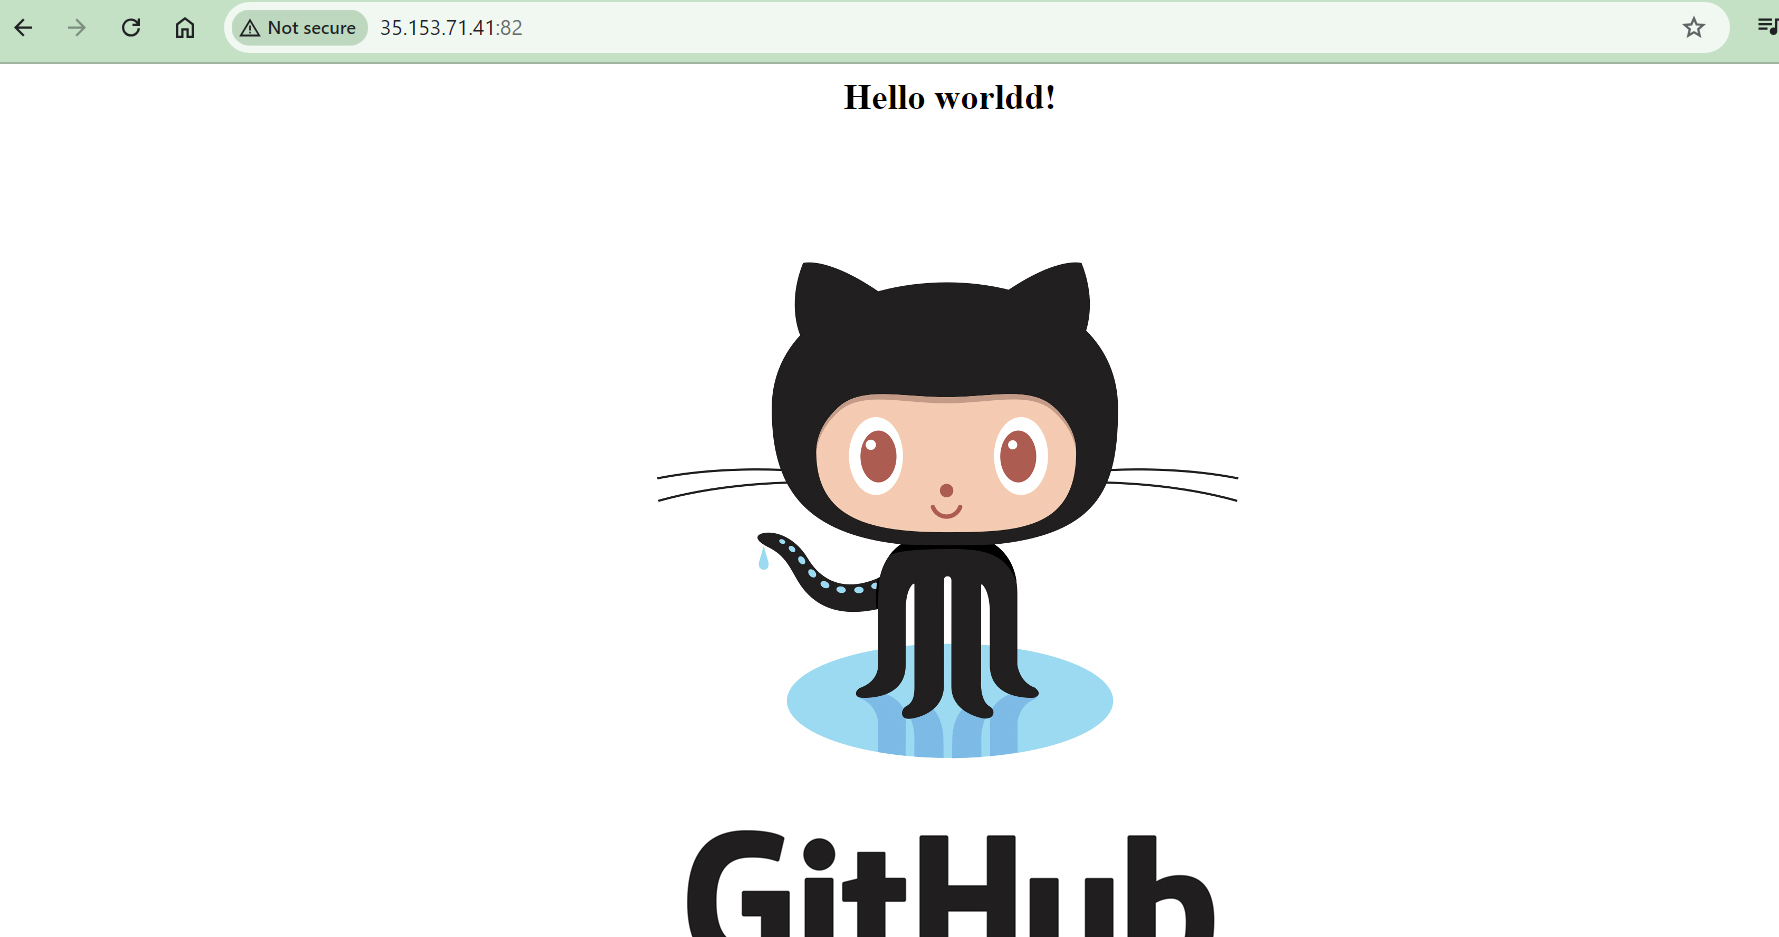 Not secure 35.153.71.41:82
Hello worldd!
GitHub